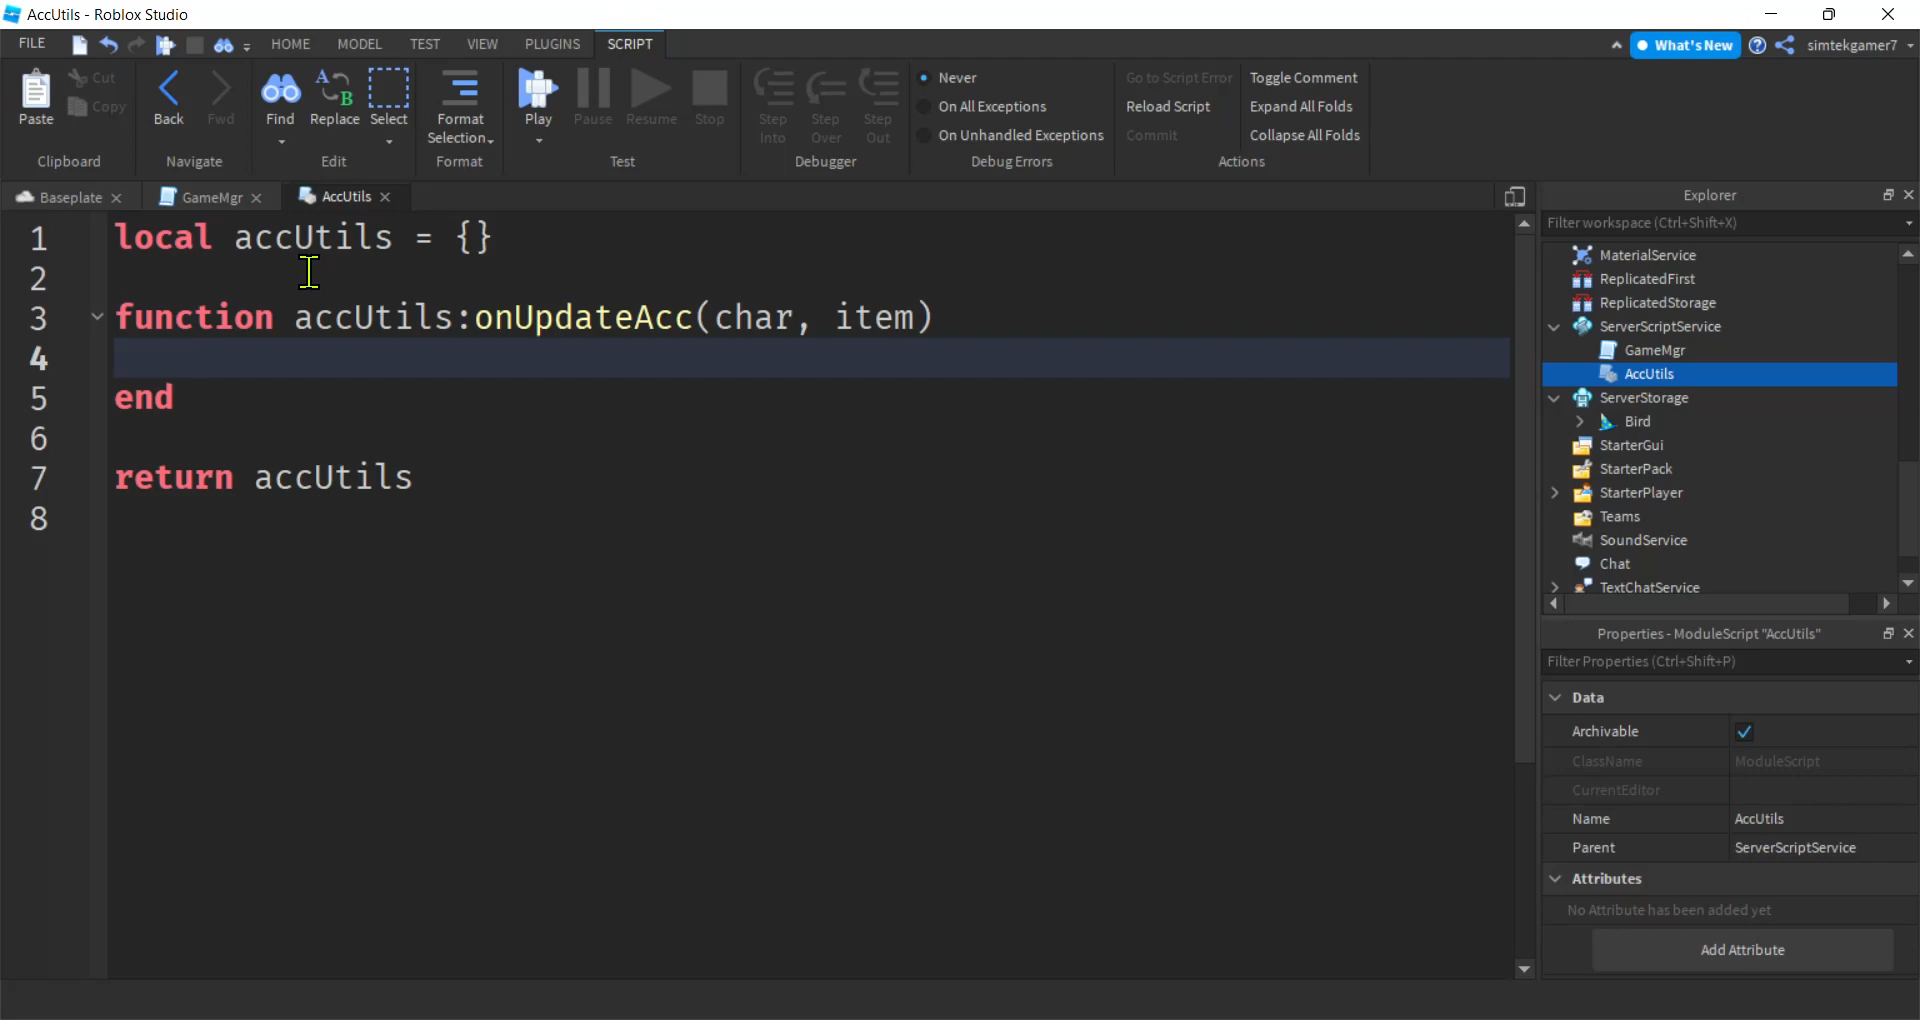 AccUtils - Roblox Studio
FILE HOME MODEL TEST VIEW PLUGINS SCRIPT What's New simtekgamer7
Paste Cut Copy Clipboard
Back Fwd Navigate
Find Replace Select Edit
Format Selection Format
Play Pause Resume Stop Test
Step Into Step Over Step Out Debugger
Never
On All Exceptions
On Unhandled Exceptions
Debug Errors
Go to Script Error Toggle Comment
Reload Script Expand All Folds
Commit Collapse All Folds
Actions
Baseplate GameMgr AccUtils
1 local accUtils = {}
2
3 function accUtils:onUpdateAcc(char, item)
4
5 end
6
7 return accUtils
8
Explorer
Filter workspace (Ctrl+Shift+X)
MaterialService
ReplicatedFirst
ReplicatedStorage
ServerScriptService
GameMgr
AccUtils
ServerStorage
Bird
StarterGui
StarterPack
StarterPlayer
Teams
SoundService
Chat
TextChatService
Properties - ModuleScript "AccUtils"
Filter Properties (Ctrl+Shift+P)
Data
Archivable
ClassName ModuleScript
CurrentEditor
Name AccUtils
Parent ServerScriptService
Attributes
No Attribute has been added yet
Add Attribute